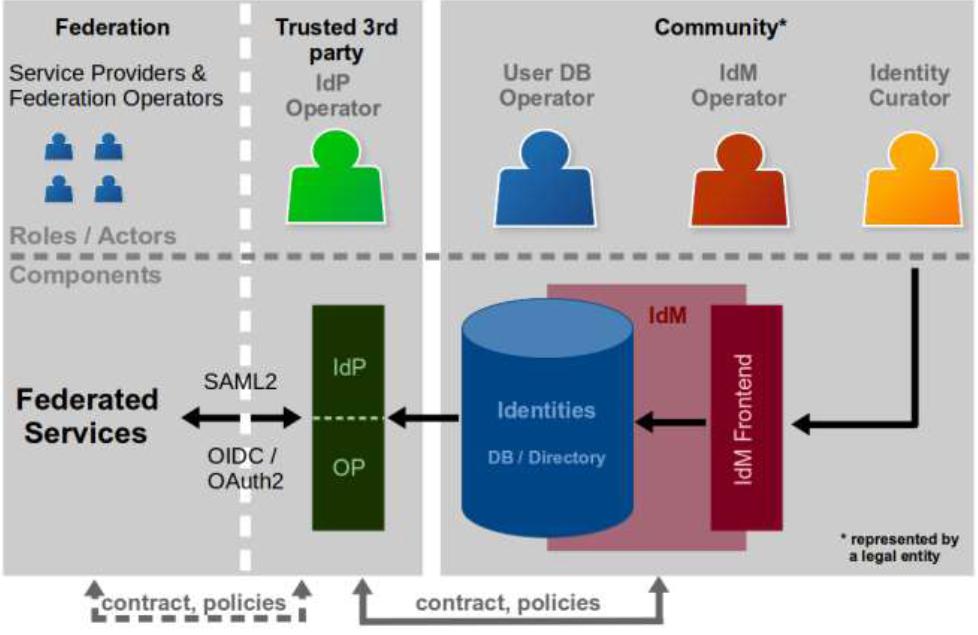 Federation
Service Providers &
Federation Operators
Trusted 3rd
party
IdP
Operator
Community*
User DB
Operator
IdM
Operator
Identity
Curator
Roles / Actors
Components
Federated
Services
SAML2
OIDC /
OAuth2
IdP
OP
Identities
DB / Directory
IdM
IdM Frontend
* represented by
a legal entity
contract, policies
contract, policies